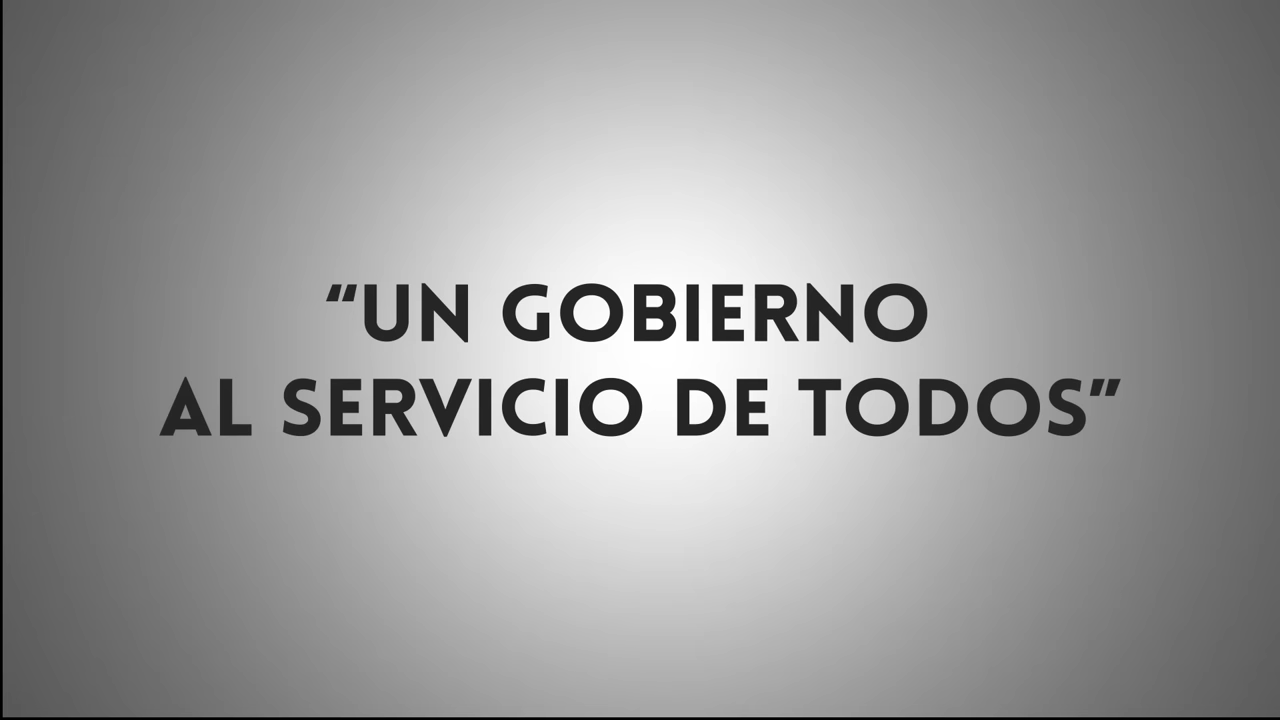 “UN GOBIERNO
AL SERVICIO DE TODOS”